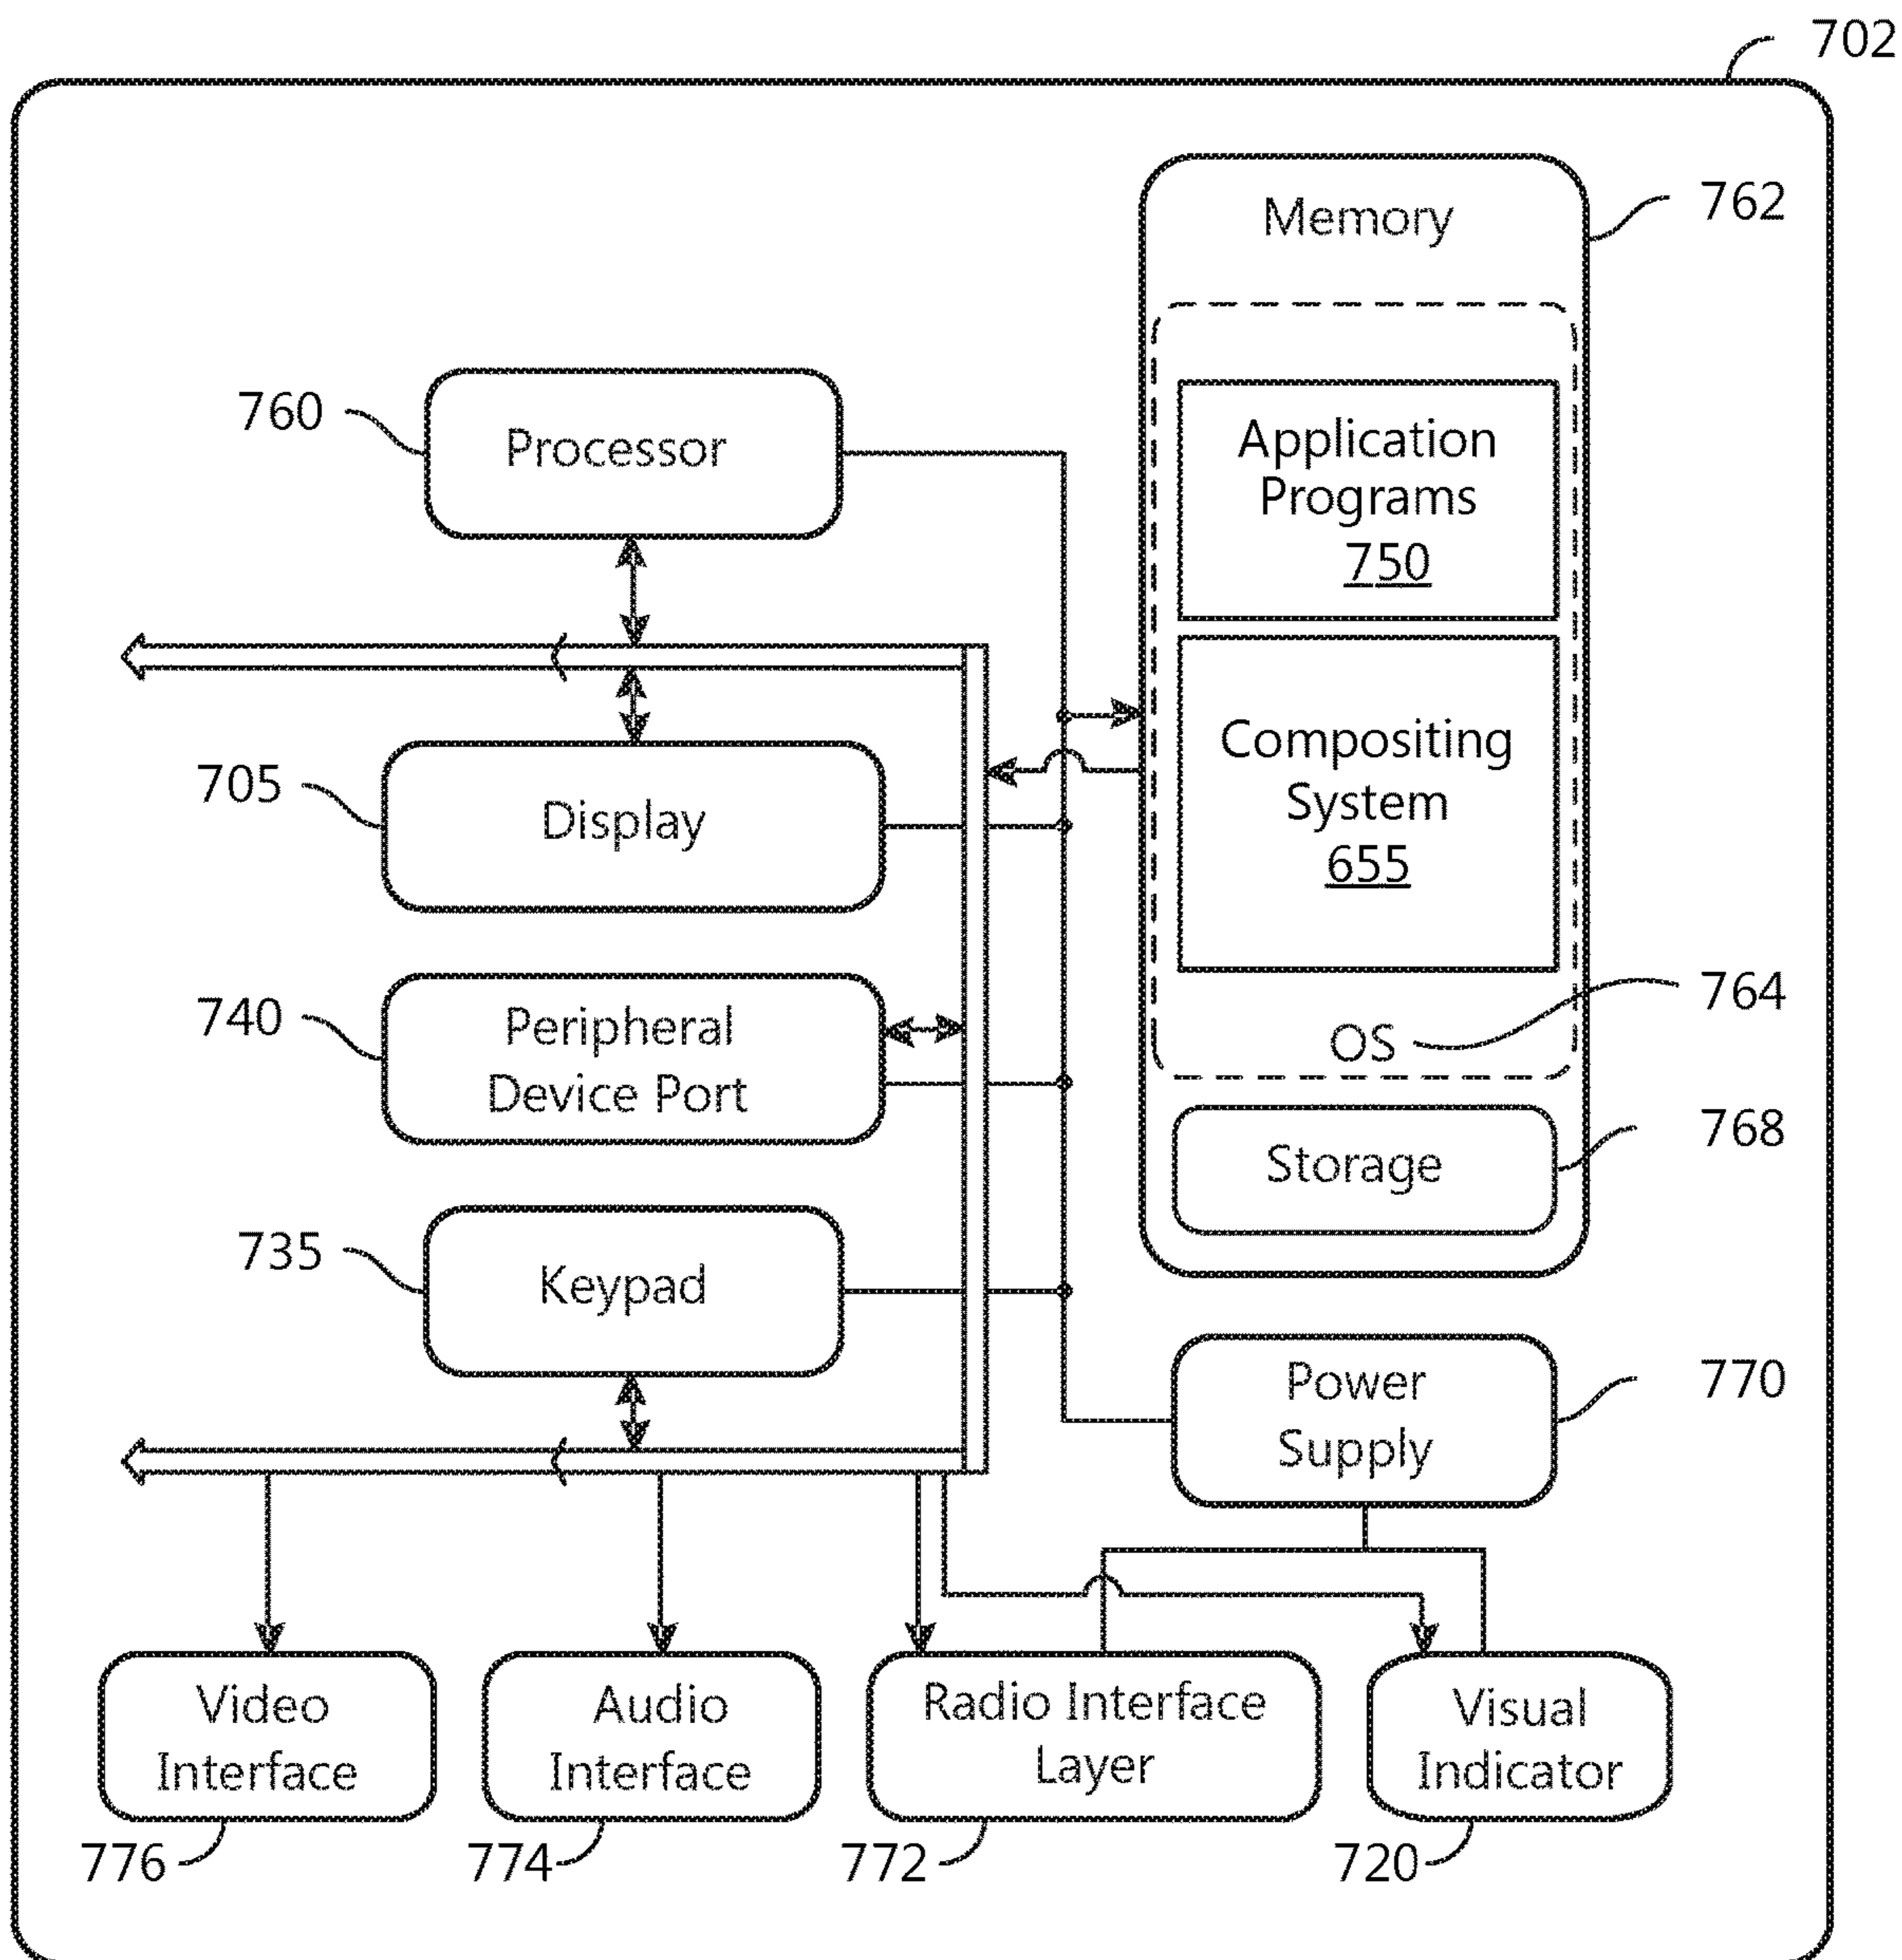 702
Memory
762
Application
Programs
750
760
Processor
Compositing
System
655
705
Display
740
Peripheral
Device Port
OS
764
Storage
768
735
Keypad
Power
Supply
770
Video
Interface
Audio
Interface
Radio Interface
Layer
Visual
Indicator
776
774
772
720